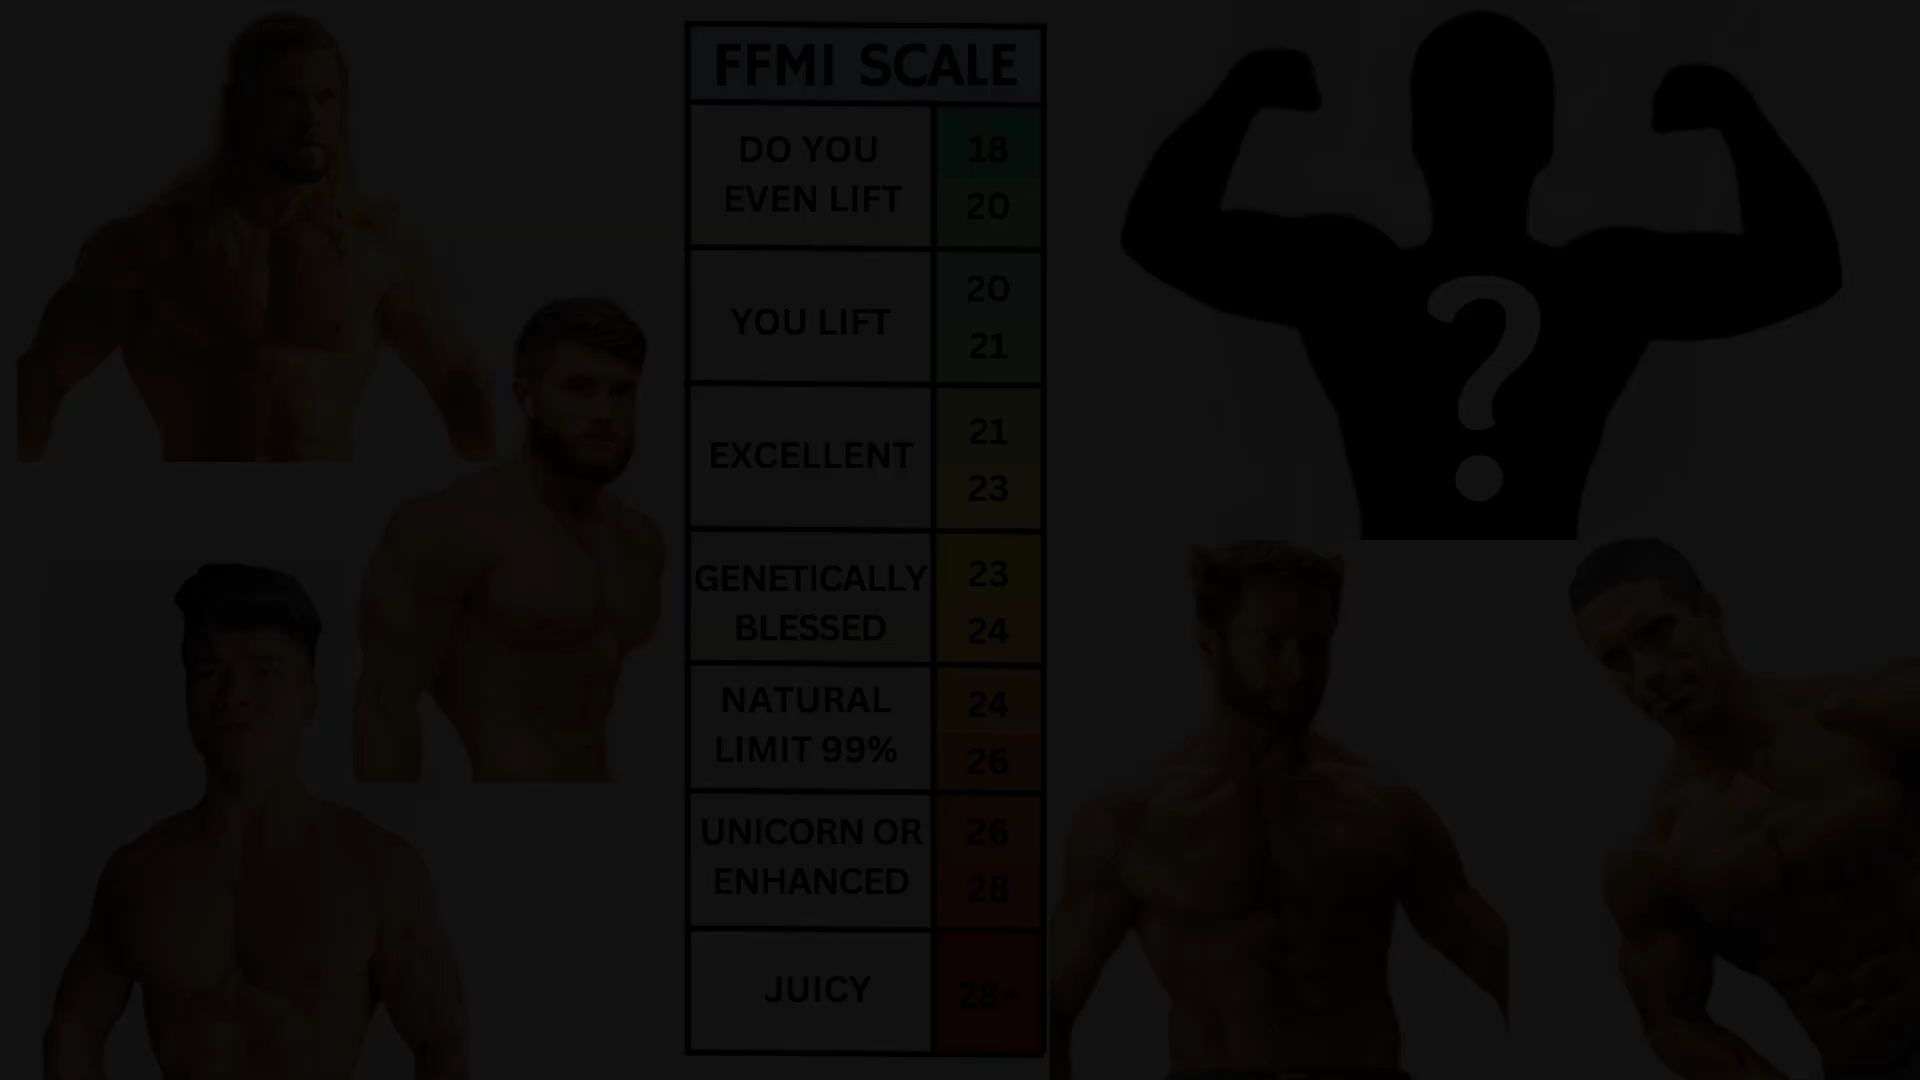 FFMI SCALE
DO YOU
EVEN LIFT
18
20
YOU LIFT
20
21
EXCELLENT
21
23
GENETICALLY
BLESSED
23
24
NATURAL
LIMIT 99%
24
26
UNICORN OR
ENHANCED
26
28
JUICY
28+
?